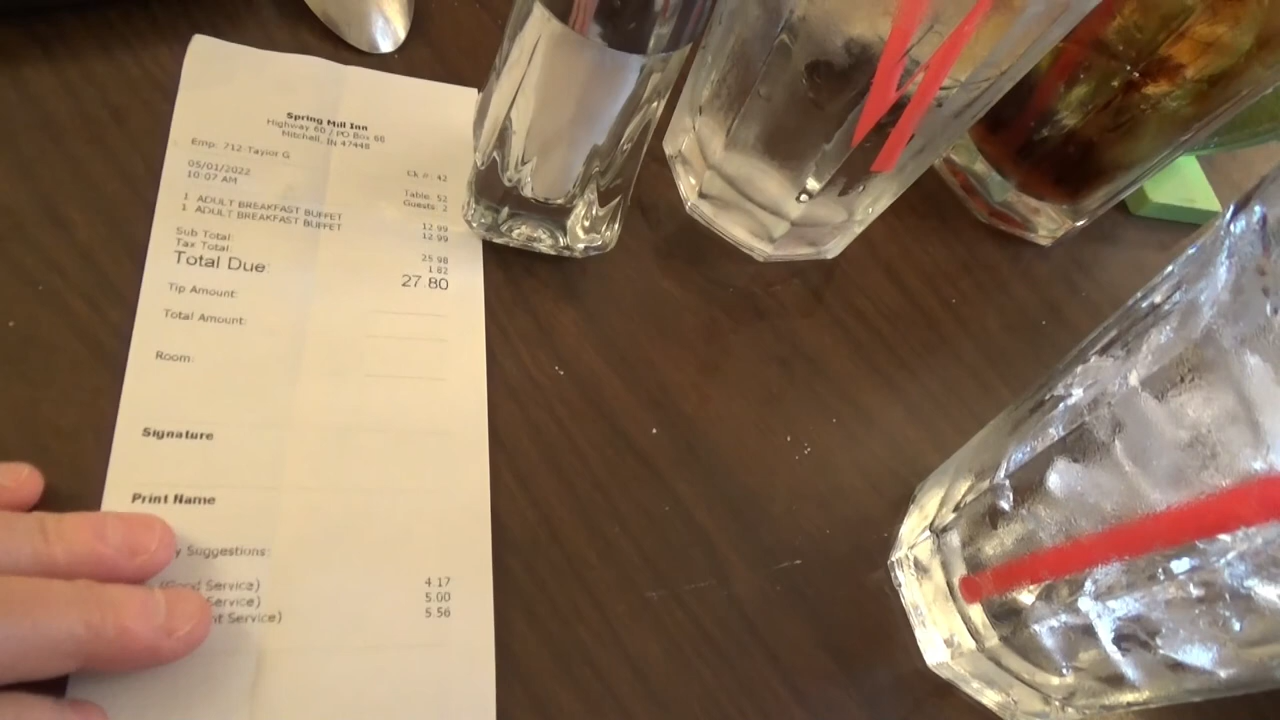 Spring Mill Inn
Highway 60 / PO Box 68
Mitchell, IN 47446
Emp: 712 Taylor G
05/01/2022 Ck #: 42
10:07 AM
Table: 52
Guests: 2
1 ADULT BREAKFAST BUFFET 12.99
1 ADULT BREAKFAST BUFFET 12.99
Sub Total: 25.98
Tax Total: 1.82
Total Due: 27.80
Tip Amount:
Total Amount:
Room:
Signature
Print Name
Suggestions:
(Good Service) 4.17
Service) 5.00
Service) 5.56